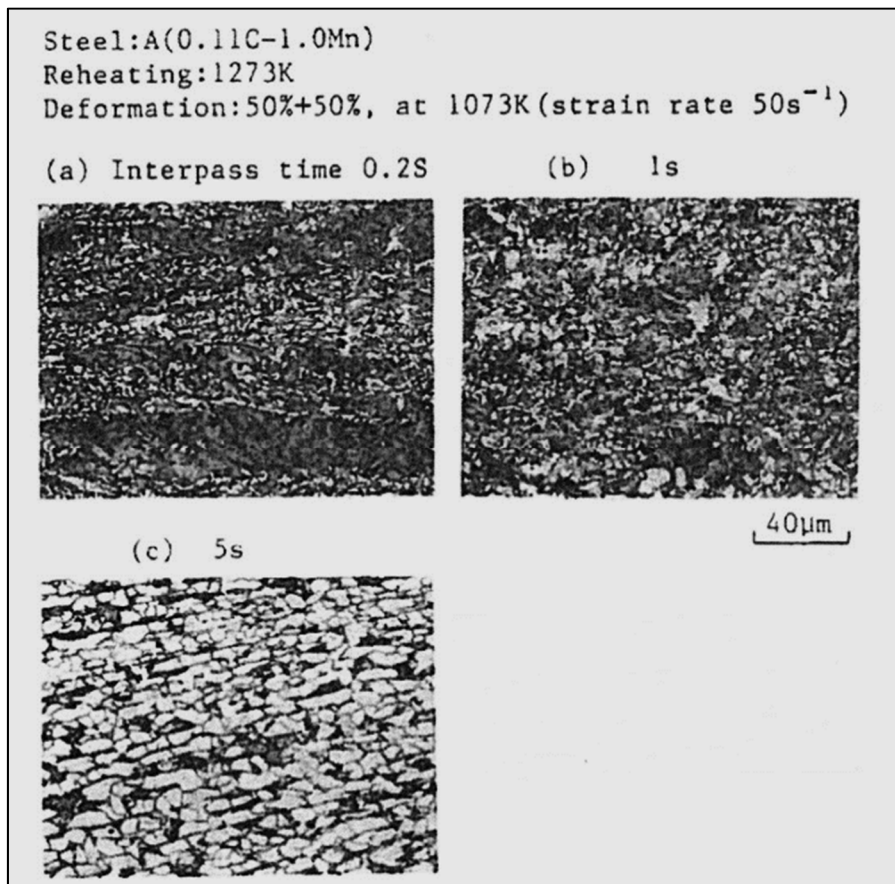 Steel:A(0.11C-1.0Mn)
Reheating:1273K
Deformation:50%+50%, at 1073K(strain rate 50s⁻¹)
(a) Interpass time 0.2S
(b) 1s
40μm
(c) 5s